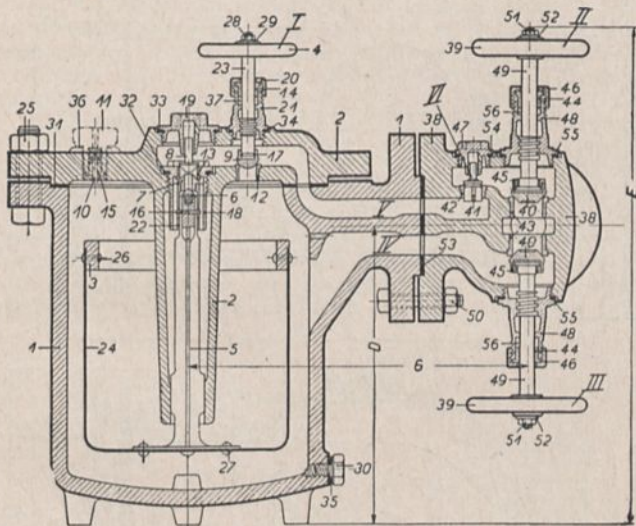 28 29 I
51 52 II
23 4 39
49
20 14 37 21 34
46 44 56 48
36 11 32 33 19 VI
25 31 2 1 38 47 54 55
8 13 9 17 45
10 15 7 12 42 41 40
16 6 18 I 43 38
22 II 40
26 53 45
3 55
2 50 48
1 24 5 D G 56 44
49 46
39 III
27 30 51 52
35